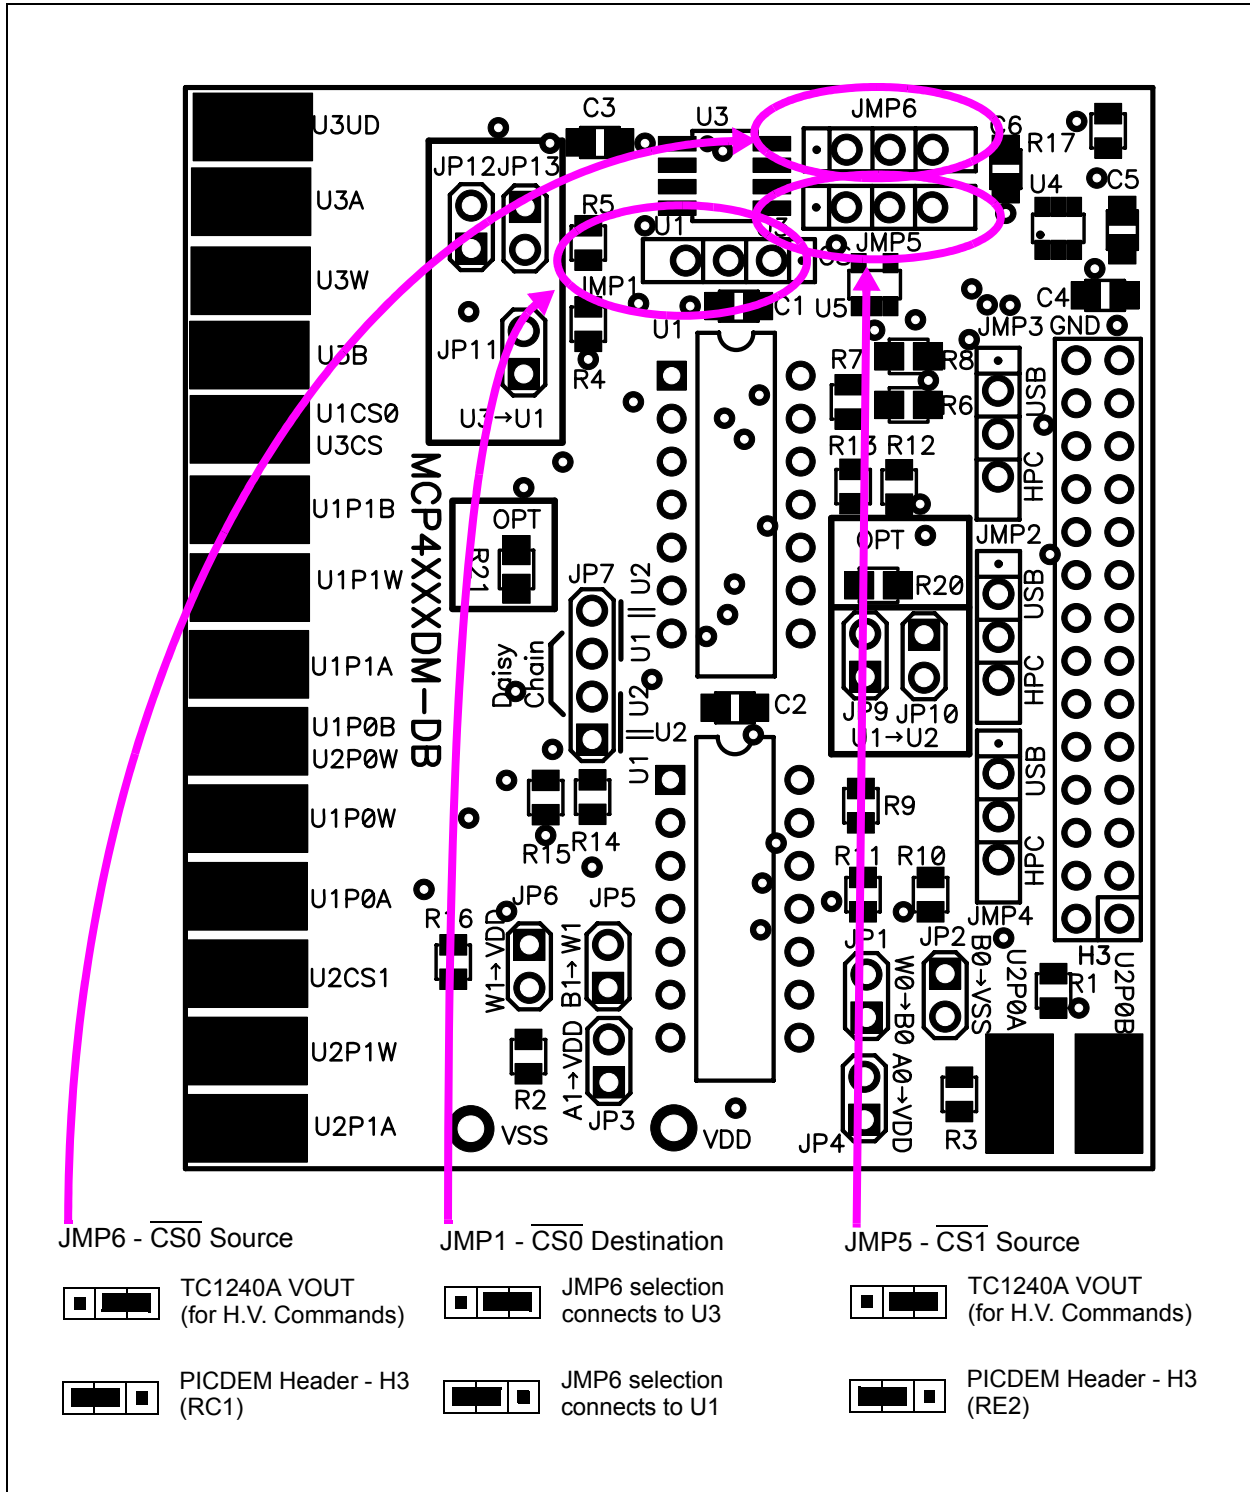 U3UD
U3A
U3W
U3B
U1CS0
U3CS
U1P1B
U1P1W
U1P1A
U1P0B
U2P0W
U1P0W
U1P0A
U2CS1
U2P1W
U2P1A
MCP4XXXDM-DB
JP12 JP13
JP11
U3→U1
C3
U3
JMP6
C6
R17
U4
C5
R5
U1
U3
CS
JMP5
JMP1
R4
U1
C1
U5
C4
JMP3
GND
R7
R8
R6
USB
HPC
R13
R12
OPT
R21
OPT
R20
JMP2
USB
HPC
JP7
U1 || U2
Daisy
Chain
U1 || U2
U2
C2
JP9 JP10
U1→U2
USB
HPC
JMP4
R15
R14
R9
R11
R10
R16
JP6
W1→VDD
JP5
B1→W1
R2
A1→VDD
JP3
JP1
W0→B0
JP2
B0→VSS
U2P0A
H3
R1
U2P0B
JP4
A0→VDD
R3
VSS
VDD
JMP6 - CS0 Source
TC1240A VOUT
(for H.V. Commands)
PICDEM Header - H3
(RC1)
JMP1 - CS0 Destination
JMP6 selection
connects to U3
JMP6 selection
connects to U1
JMP5 - CS1 Source
TC1240A VOUT
(for H.V. Commands)
PICDEM Header - H3
(RE2)